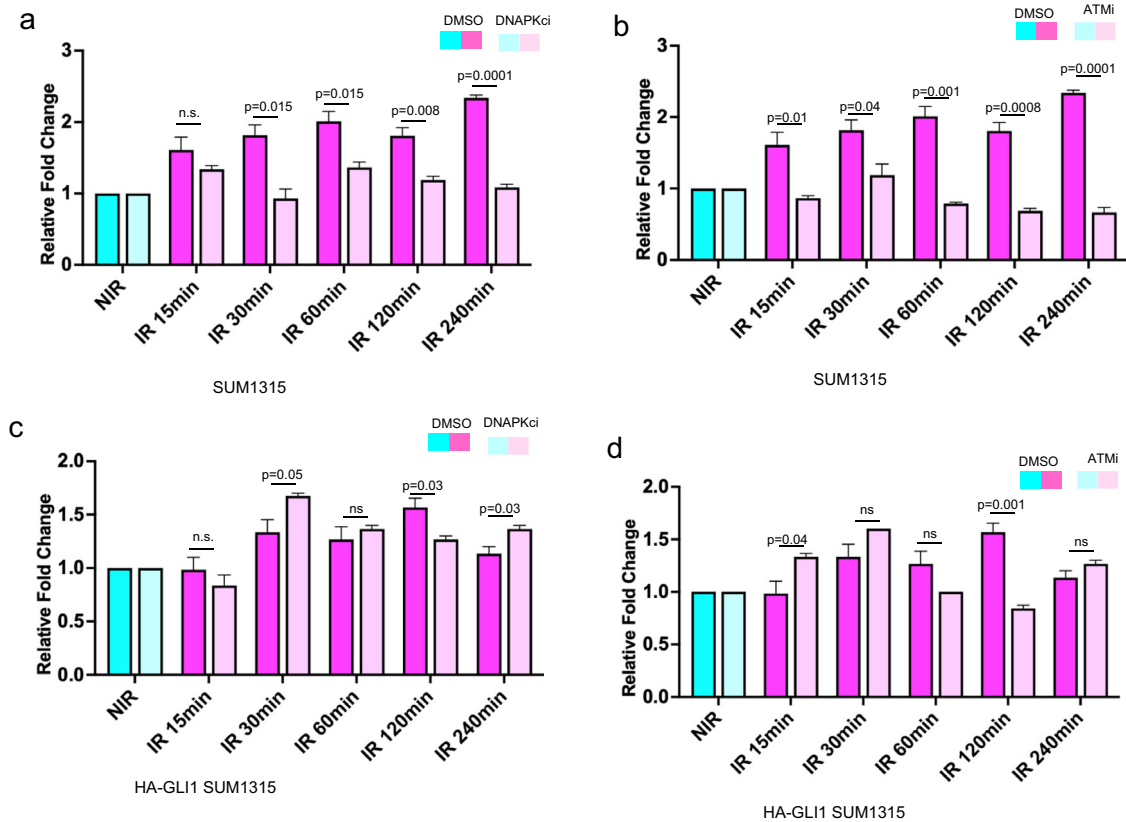 a
DMSO DNAPKci
Relative Fold Change
3
2
1
0
n.s.
p=0.015
p=0.015
p=0.008
p=0.0001
NIR
IR 15min
IR 30min
IR 60min
IR 120min
IR 240min
SUM1315
b
DMSO ATMi
Relative Fold Change
3
2
1
0
p=0.01
p=0.04
p=0.001
p=0.0008
p=0.0001
NIR
IR 15min
IR 30min
IR 60min
IR 120min
IR 240min
SUM1315
c
DMSO DNAPKci
Relative Fold Change
2.0
1.5
1.0
0.5
0.0
n.s.
p=0.05
ns
p=0.03
p=0.03
NIR
IR 15min
IR 30min
IR 60min
IR 120min
IR 240min
HA-GLI1 SUM1315
d
DMSO ATMi
Relative Fold Change
2.0
1.5
1.0
0.5
0.0
p=0.04
ns
ns
p=0.001
ns
NIR
IR 15min
IR 30min
IR 60min
IR 120min
IR 240min
HA-GLI1 SUM1315